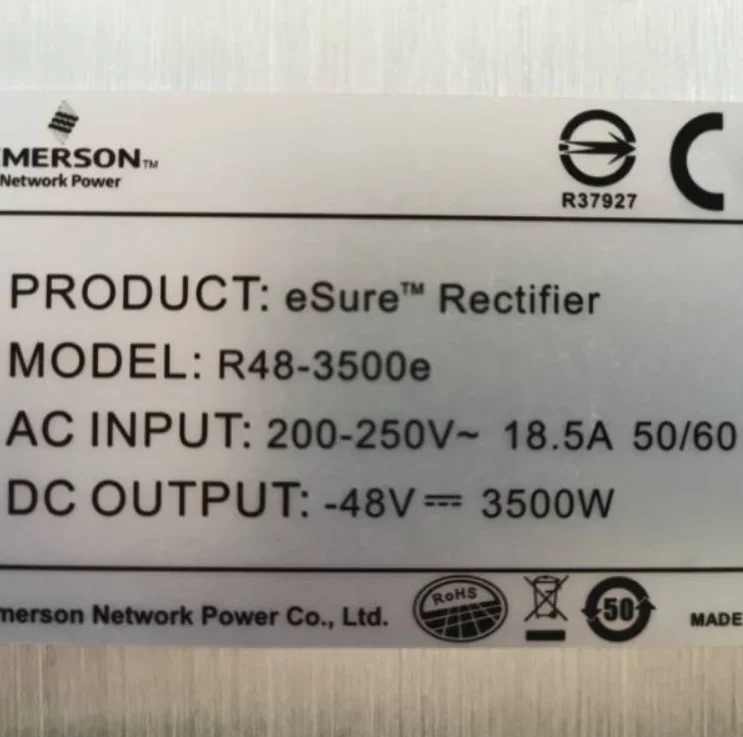 MERSON™
Network Power
R37927
CE
PRODUCT: eSure™ Rectifier
MODEL: R48-3500e
AC INPUT: 200-250V~ 18.5A 50/60
DC OUTPUT: -48V⎓ 3500W
merson Network Power Co., Ltd.
RoHS
50
MADE